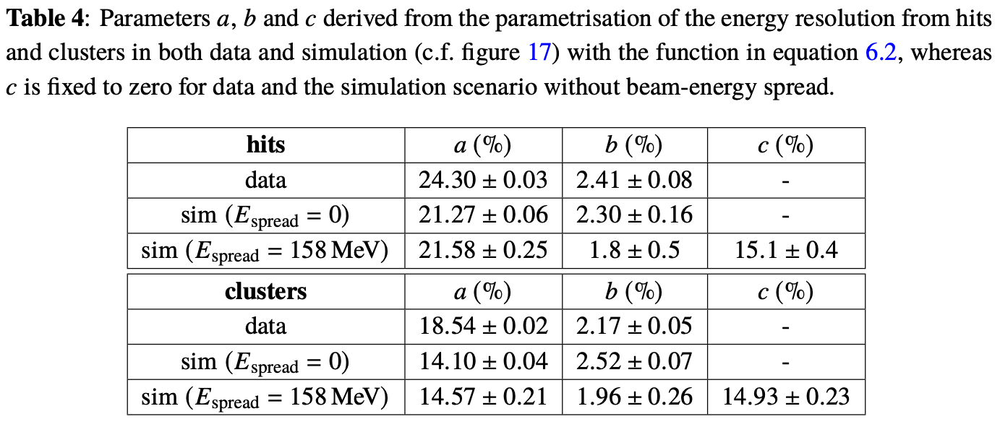 Table 4: Parameters a, b and c derived from the parametrisation of the energy resolution from hits
and clusters in both data and simulation (c.f. figure 17) with the function in equation 6.2, whereas
c is fixed to zero for data and the simulation scenario without beam-energy spread.
hits a (%) b (%) c (%)
data 24.30 ± 0.03 2.41 ± 0.08 -
sim (Espread = 0) 21.27 ± 0.06 2.30 ± 0.16 -
sim (Espread = 158 MeV) 21.58 ± 0.25 1.8 ± 0.5 15.1 ± 0.4
clusters a (%) b (%) c (%)
data 18.54 ± 0.02 2.17 ± 0.05 -
sim (Espread = 0) 14.10 ± 0.04 2.52 ± 0.07 -
sim (Espread = 158 MeV) 14.57 ± 0.21 1.96 ± 0.26 14.93 ± 0.23